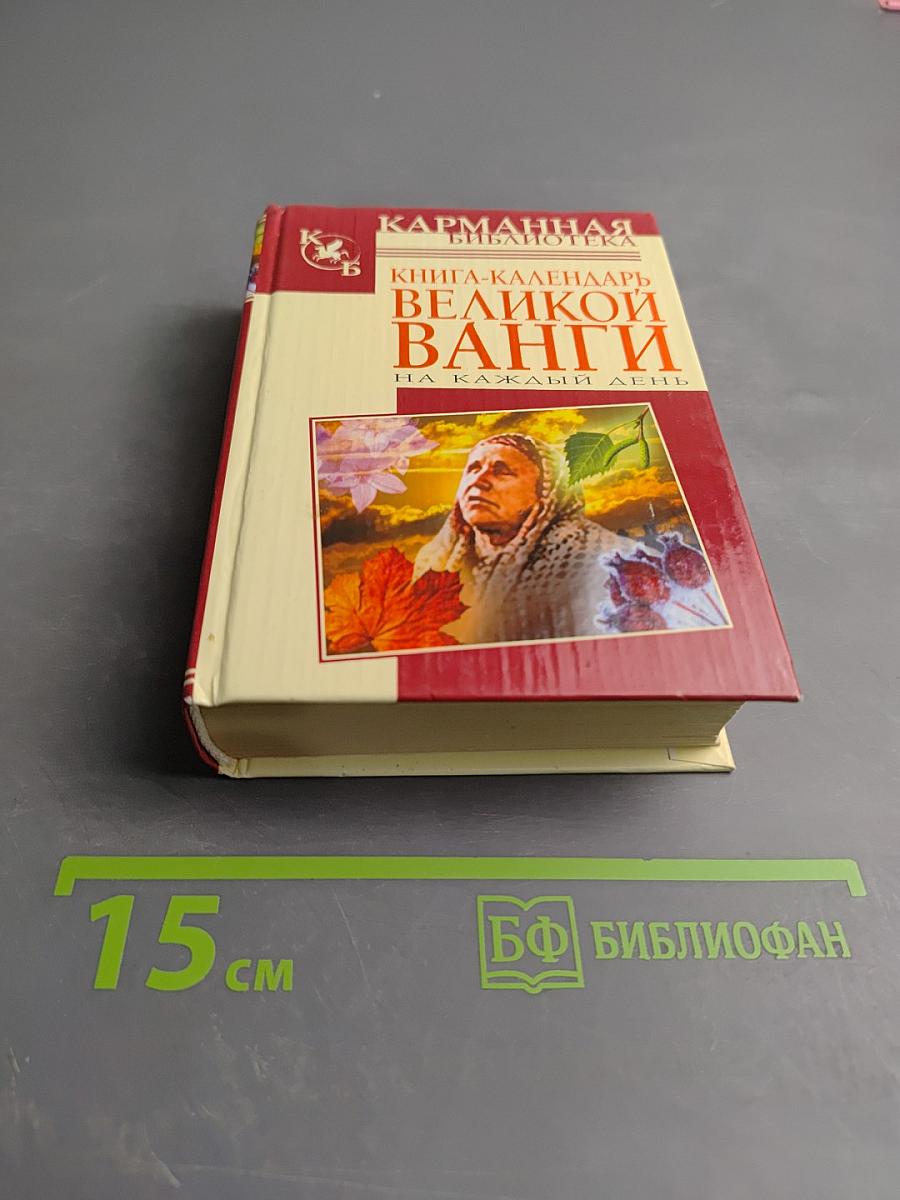 КАРМАННАЯ
БИБЛИОТЕКА
К
Б
КНИГА-КАЛЕНДАРЬ
ВЕЛИКОЙ
ВАНГИ
НА КАЖДЫЙ ДЕНЬ
15 см
БФ БИБЛИОФАН